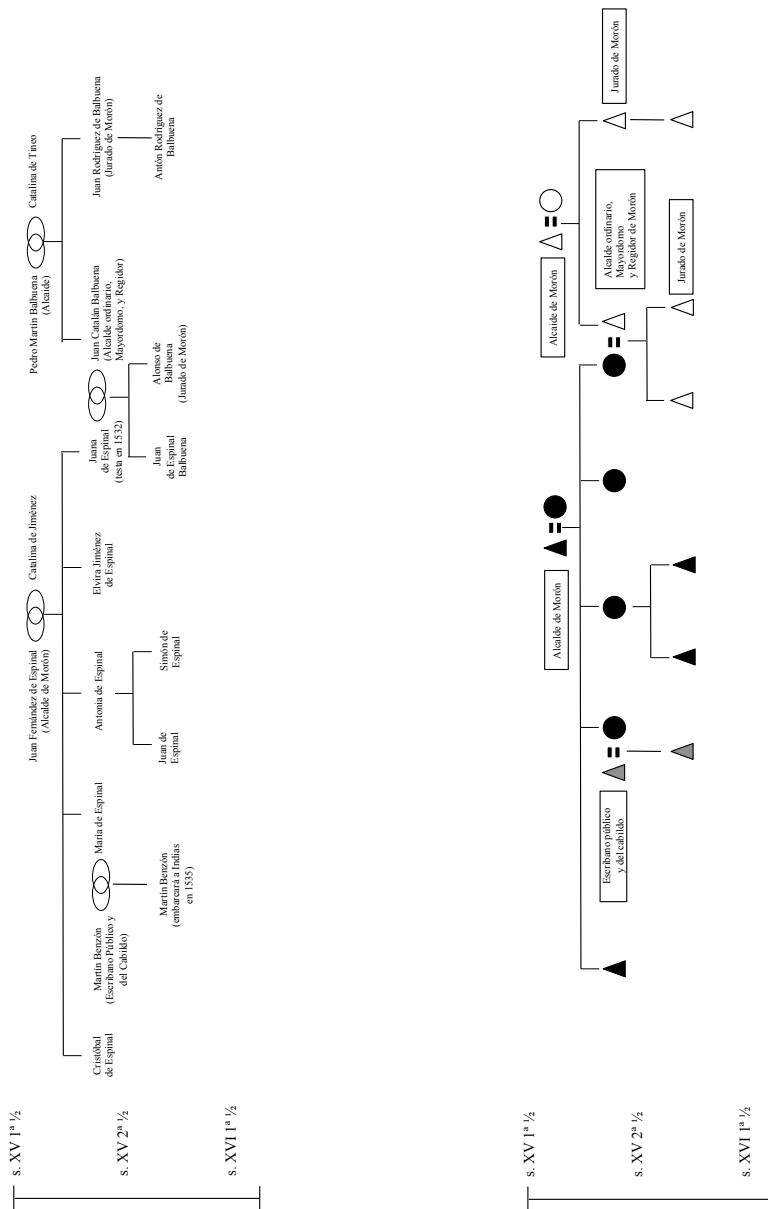 Juan Fernández de Espinal
(Alcalde de Morón)
Catalina de Jiménez
Pedro Martín Balbuena
(Alcaide)
Catalina de Tineo
Cristóbal
de Espinal
Martín Benzón
(Escribano Público y
del Cabildo)
María de Espinal
Antonia de Espinal
Elvira Jiménez
de Espinal
Juana
de Espinal
(testa en 1532)
Juan Catalán Balbuena
(Alcalde ordinario,
Mayordomo, y Regidor)
Juan Rodríguez de Balbuena
(Jurado de Morón)
Martín Benzón
(embarcará a Indias
en 1535)
Juan de
Espinal
Simón de
Espinal
Juan
de Espinal
Balbuena
Alonso de
Balbuena
(Jurado de Morón)
Antón Rodríguez de
Balbuena
s. XV 1ª ½
s. XV 2ª ½
s. XVI 1ª ½
Alcalde de Morón
Alcaide de Morón
Escribano público
y del cabildo
Alcalde ordinario,
Mayordomo
y Regidor de Morón
Jurado de Morón
Jurado de Morón
s. XV 1ª ½
s. XV 2ª ½
s. XVI 1ª ½